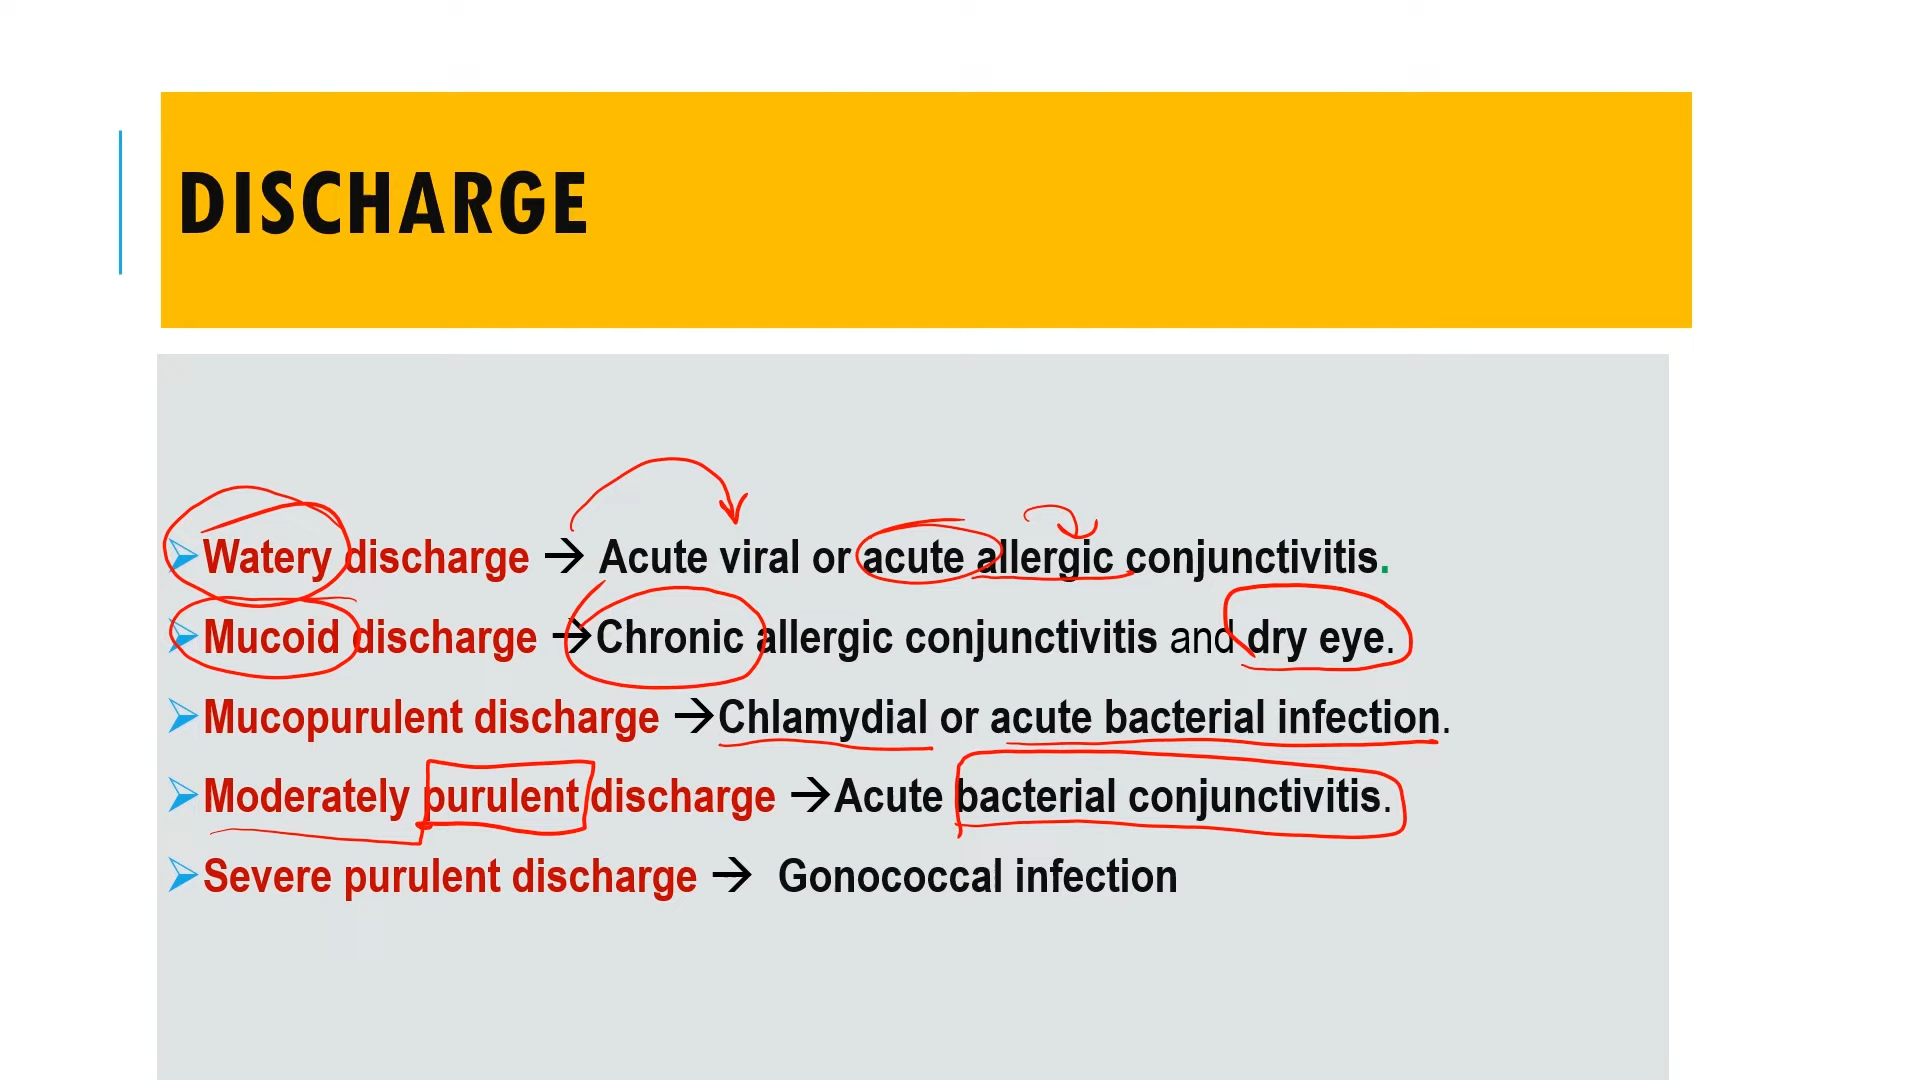 DISCHARGE
Watery discharge → Acute viral or acute allergic conjunctivitis.
Mucoid discharge →Chronic allergic conjunctivitis and dry eye.
Mucopurulent discharge →Chlamydial or acute bacterial infection.
Moderately purulent discharge →Acute bacterial conjunctivitis.
Severe purulent discharge → Gonococcal infection